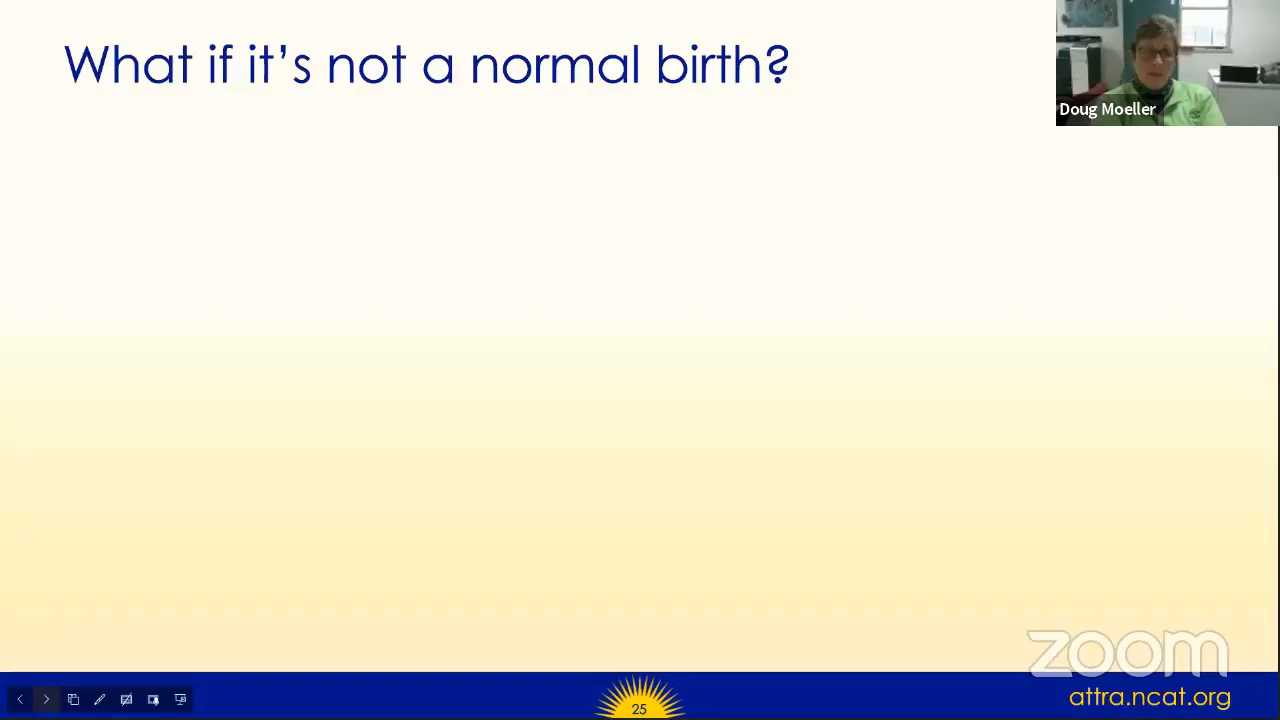 What if it's not a normal birth?
Doug Moeller
zoom
attra.ncat.org
25